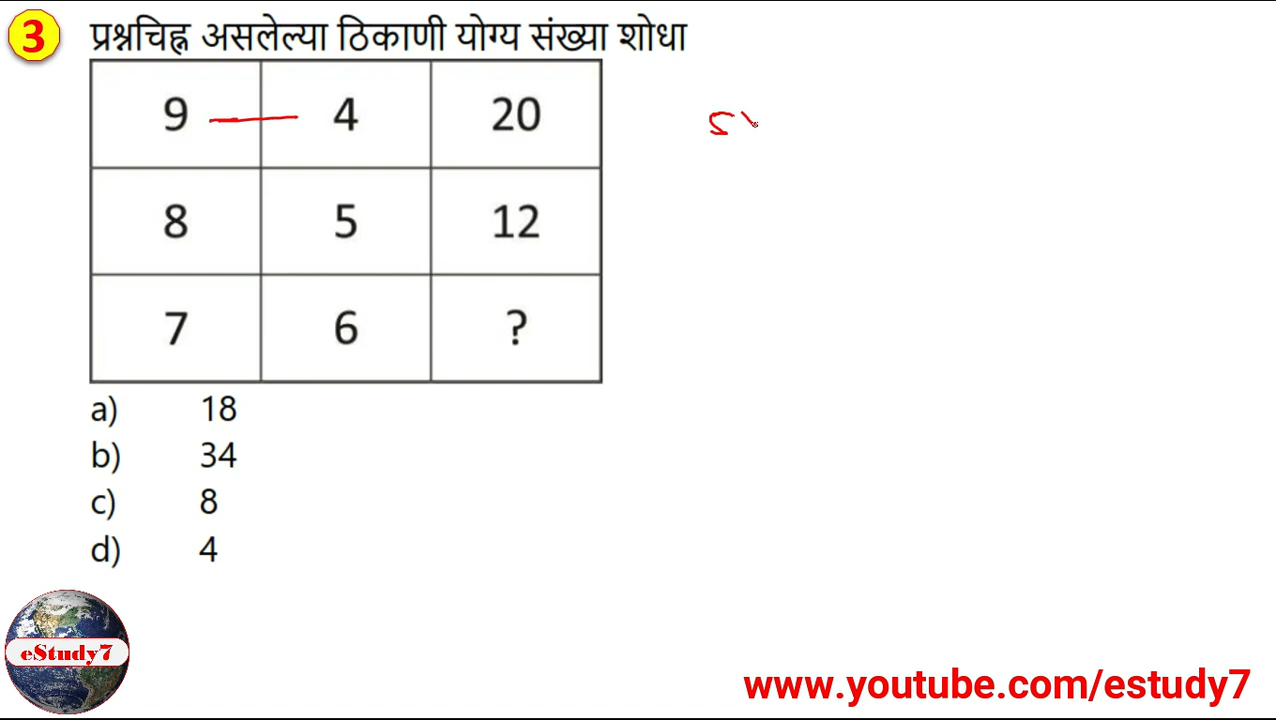 3 प्रश्नचिह्न असलेल्या ठिकाणी योग्य संख्या शोधा
9 4 20
8 5 12
7 6 ?
a) 18
b) 34
c) 8
d) 4
eStudy7
www.youtube.com/estudy7